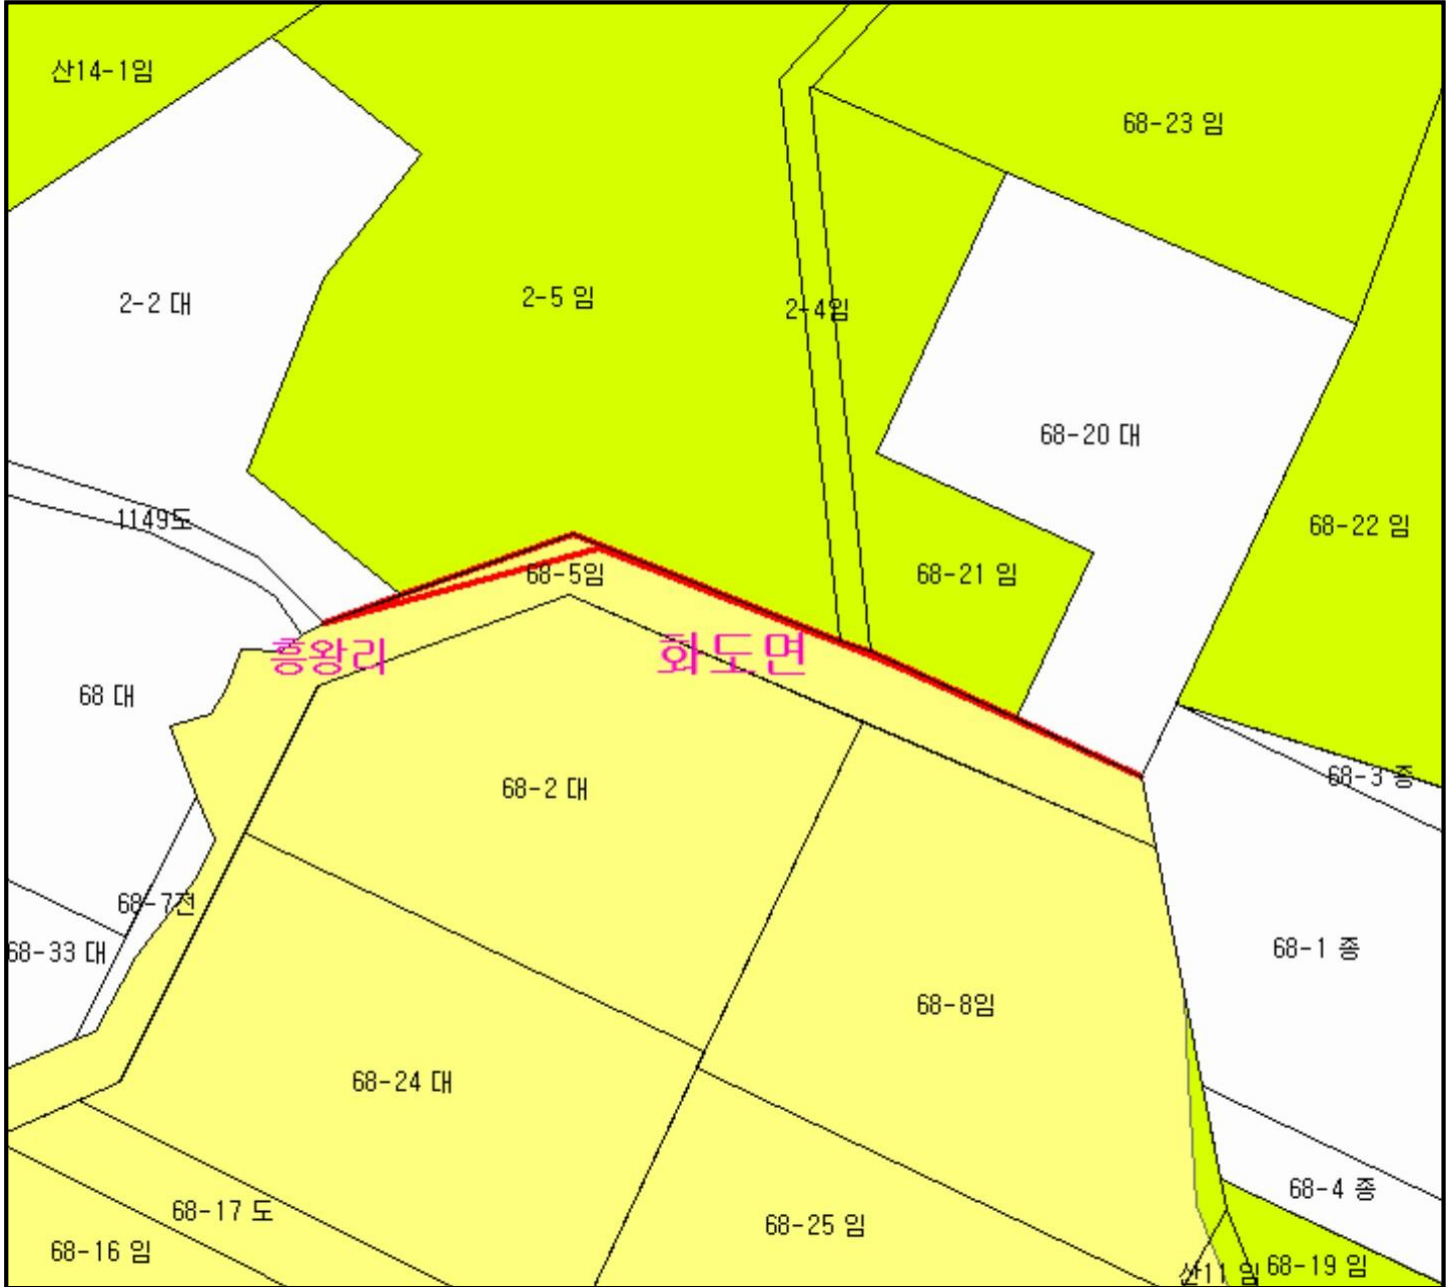 산14-1임
68-23 임
2-2 대
2-5 임
2-4임
68-20 대
1149도
68-22 임
68-5임
68-21 임
흥왕리
화도면
68 대
68-3 종
68-2 대
68-7전
68-33 대
68-1 종
68-8임
68-24 대
68-4 종
68-17 도
68-25 임
68-16 임
산11 임
68-19 임